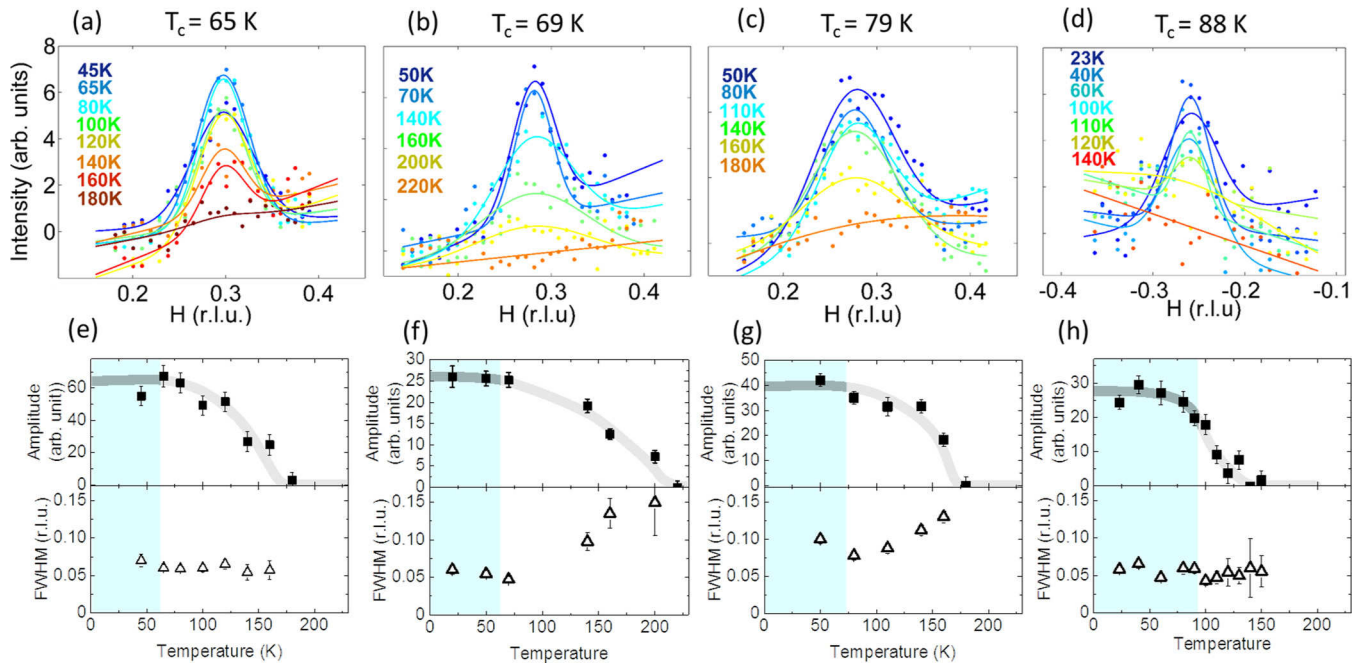 (a) Tc = 65 K
(b) Tc = 69 K
(c) Tc = 79 K
(d) Tc = 88 K
Intensity (arb. units)
8
6
4
2
0
45K
65K
80K
100K
120K
140K
160K
180K
50K
70K
140K
160K
200K
220K
50K
80K
110K
140K
160K
180K
23K
40K
60K
100K
110K
120K
140K
0.2 0.3 0.4
0.2 0.3 0.4
0.2 0.3 0.4
-0.4 -0.3 -0.2 -0.1
H (r.l.u.)
H (r.l.u)
H (r.l.u)
H (r.l.u)
(e)
(f)
(g)
(h)
Amplitude
(arb. unit))
60
40
20
0
Amplitude
(arb. units)
35
30
25
20
15
10
5
0
Amplitude
(arb. units)
50
40
30
20
10
0
Amplitude
(arb. units)
30
20
10
0
FWHM (r.l.u.)
0.15
0.10
0.05
0.00
FWHM (r.l.u.)
0.15
0.10
0.05
0.00
FWHM (r.l.u.)
0.15
0.10
0.05
0.00
FWHM (r.l.u.)
0.15
0.10
0.05
0.00
0 50 100 150 200
0 50 100 150 200
0 50 100 150 200
0 50 100 150 200
Temperature (K)
Temperature
Temperature (K)
Temperature